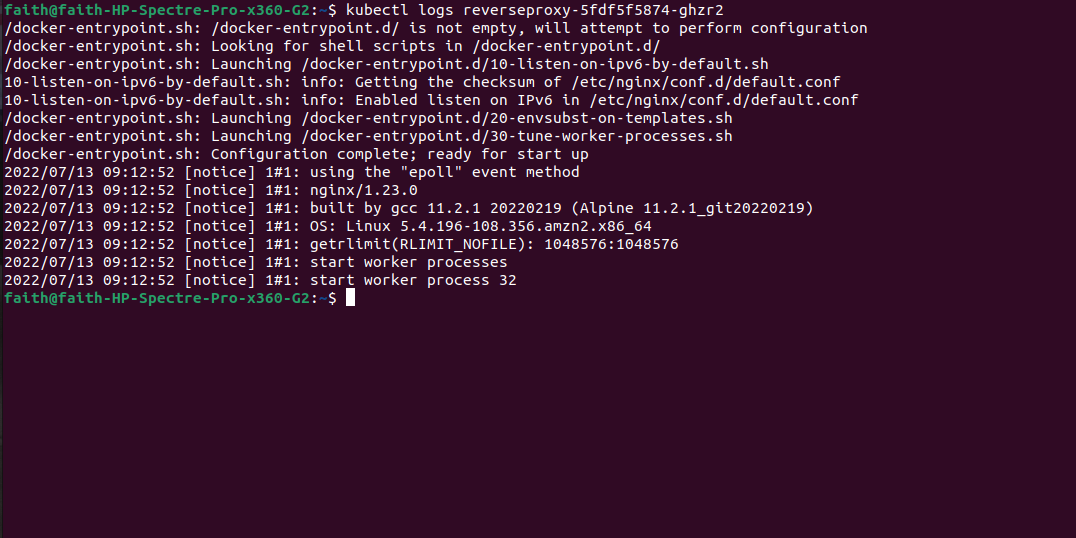 faith@faith-HP-Spectre-Pro-x360-G2:~$ kubectl logs reverseproxy-5fdf5f5874-ghzr2
/docker-entrypoint.sh: /docker-entrypoint.d/ is not empty, will attempt to perform configuration
/docker-entrypoint.sh: Looking for shell scripts in /docker-entrypoint.d/
/docker-entrypoint.sh: Launching /docker-entrypoint.d/10-listen-on-ipv6-by-default.sh
10-listen-on-ipv6-by-default.sh: info: Getting the checksum of /etc/nginx/conf.d/default.conf
10-listen-on-ipv6-by-default.sh: info: Enabled listen on IPv6 in /etc/nginx/conf.d/default.conf
/docker-entrypoint.sh: Launching /docker-entrypoint.d/20-envsubst-on-templates.sh
/docker-entrypoint.sh: Launching /docker-entrypoint.d/30-tune-worker-processes.sh
/docker-entrypoint.sh: Configuration complete; ready for start up
2022/07/13 09:12:52 [notice] 1#1: using the "epoll" event method
2022/07/13 09:12:52 [notice] 1#1: nginx/1.23.0
2022/07/13 09:12:52 [notice] 1#1: built by gcc 11.2.1 20220219 (Alpine 11.2.1_git20220219)
2022/07/13 09:12:52 [notice] 1#1: OS: Linux 5.4.196-108.356.amzn2.x86_64
2022/07/13 09:12:52 [notice] 1#1: getrlimit(RLIMIT_NOFILE): 1048576:1048576
2022/07/13 09:12:52 [notice] 1#1: start worker processes
2022/07/13 09:12:52 [notice] 1#1: start worker process 32
faith@faith-HP-Spectre-Pro-x360-G2:~$